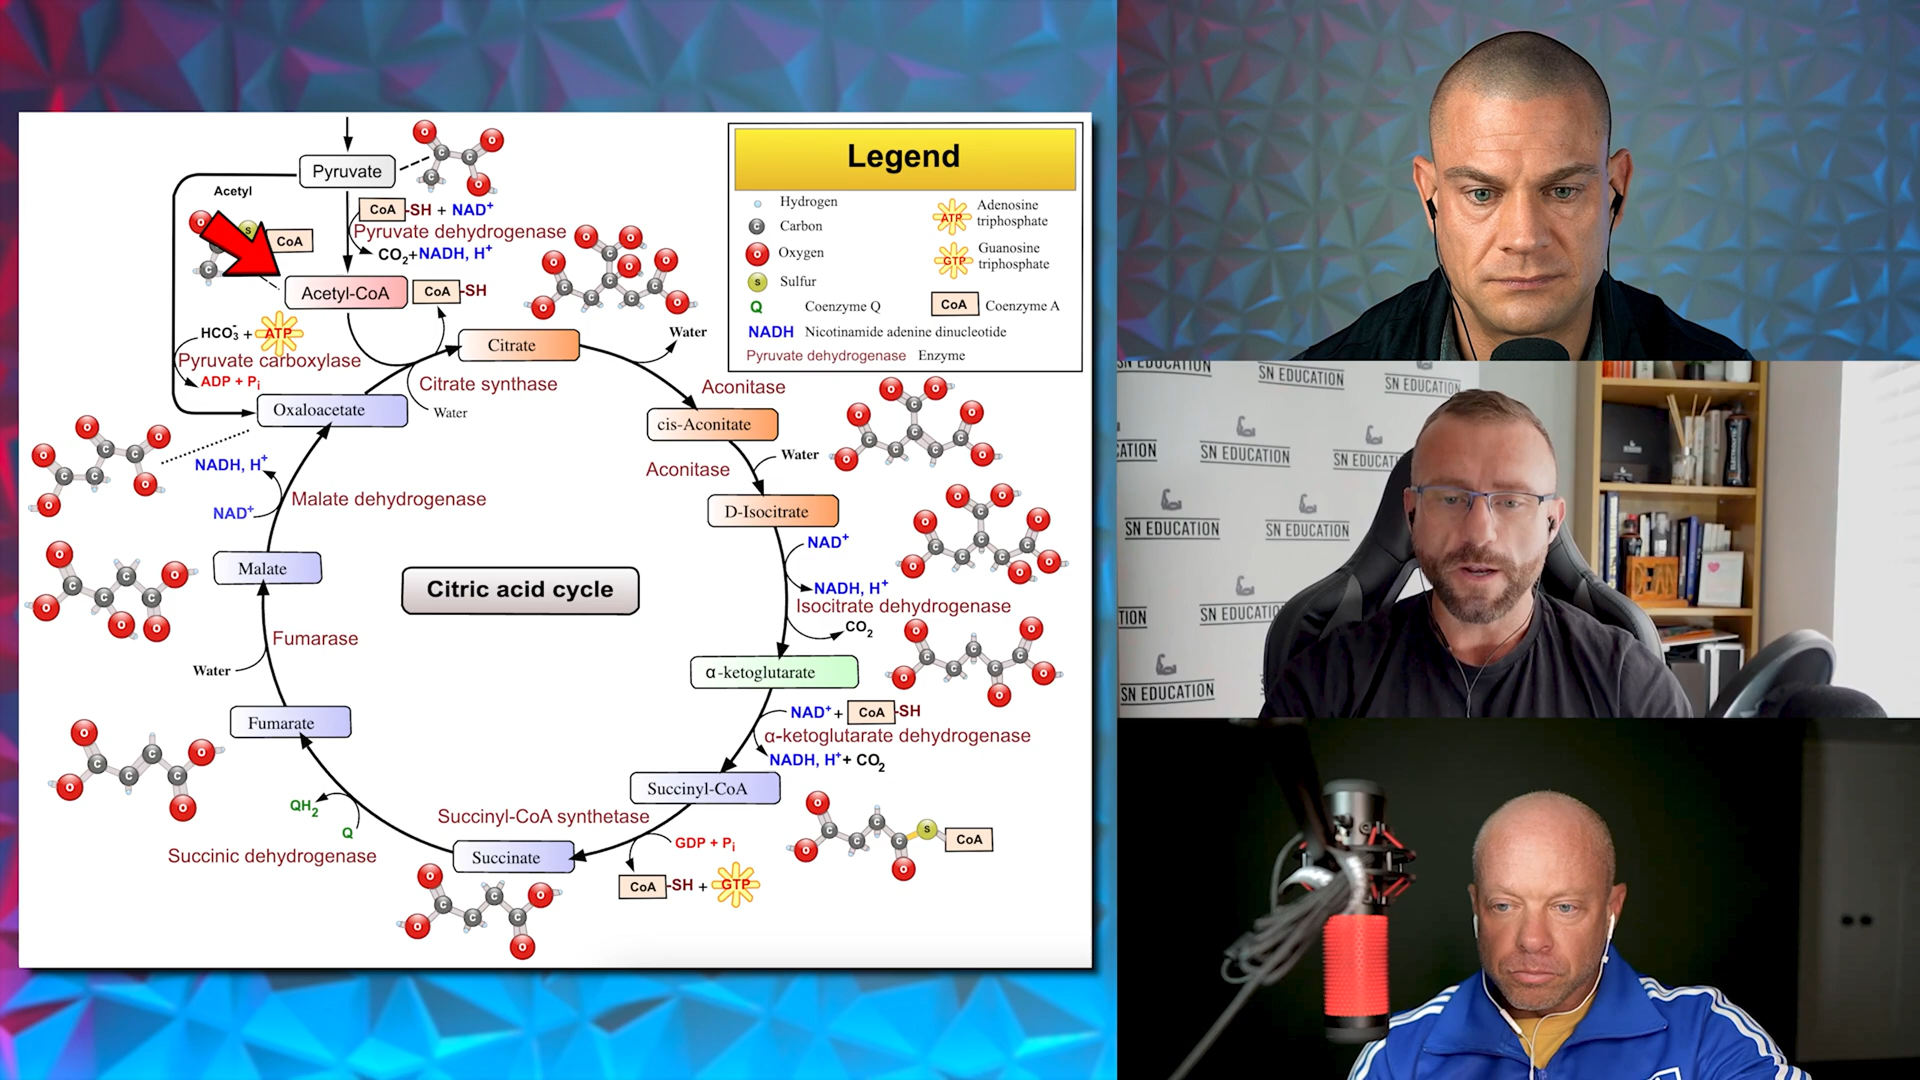 Pyruvate
Acetyl
CoA-SH + NAD+
Pyruvate dehydrogenase
CO2+NADH, H+
S
CoA
Acetyl-CoA
CoA-SH
HCO3- + ATP
Pyruvate carboxylase
ADP + Pi
Citrate
Water
Citrate synthase
Water
Oxaloacetate
Aconitase
cis-Aconitate
Water
Aconitase
D-Isocitrate
NAD+
NADH, H+
Isocitrate dehydrogenase
CO2
α-ketoglutarate
NAD+ + CoA-SH
α-ketoglutarate dehydrogenase
NADH, H+ + CO2
Succinyl-CoA
Succinyl-CoA synthetase
GDP + Pi
CoA-SH + GTP
S CoA
Succinate
QH2
Q
Succinic dehydrogenase
Fumarate
Water
Fumarase
Malate
NADH, H+
NAD+
Malate dehydrogenase
Citric acid cycle
Legend
Hydrogen
C Carbon
O Oxygen
S Sulfur
Q Coenzyme Q
NADH Nicotinamide adenine dinucleotide
Pyruvate dehydrogenase Enzyme
ATP Adenosine
triphosphate
GTP Guanosine
triphosphate
CoA Coenzyme A
SN EDUCATION
SN EDUCATION
SN EDUCATION
SN EDUCATION
SN EDUCATION
SN EDUCATION